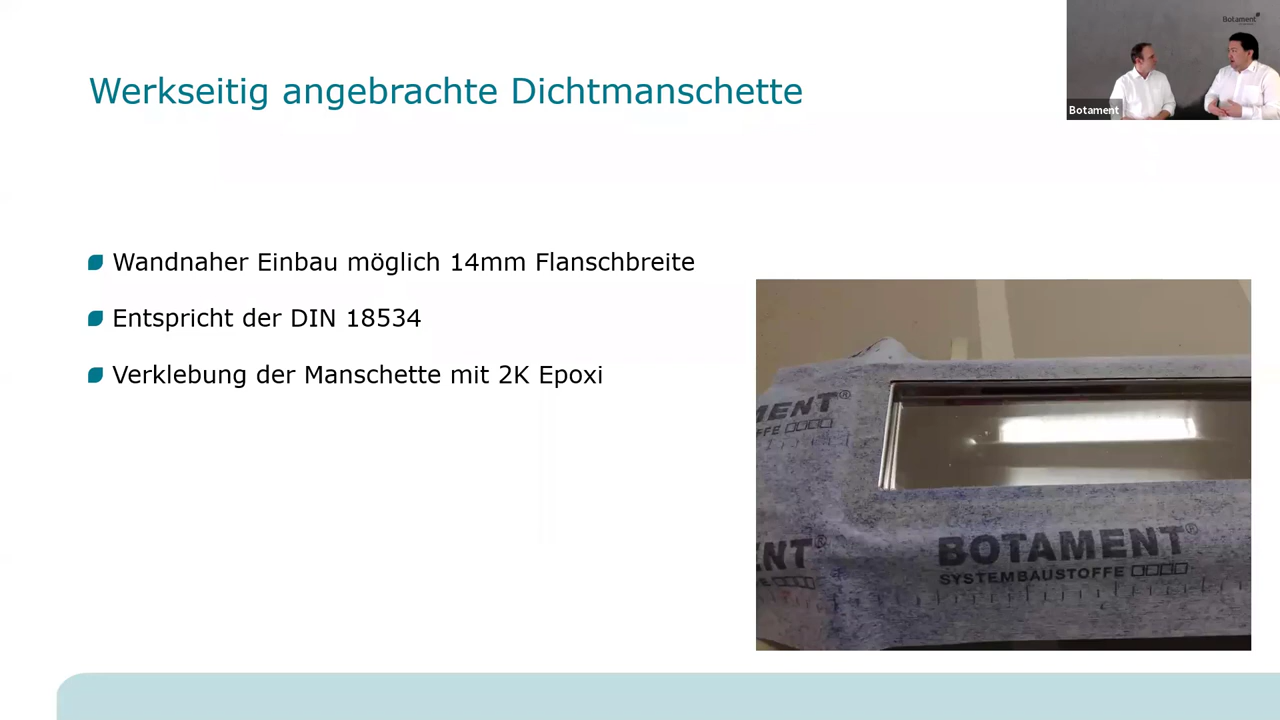 Werkseitig angebrachte Dichtmanschette
Botament
Botament
Wandnaher Einbau möglich 14mm Flanschbreite
Entspricht der DIN 18534
Verklebung der Manschette mit 2K Epoxi
MENT®
FFE
NT®
BOTAMENT®
SYSTEMBAUSTOFFE